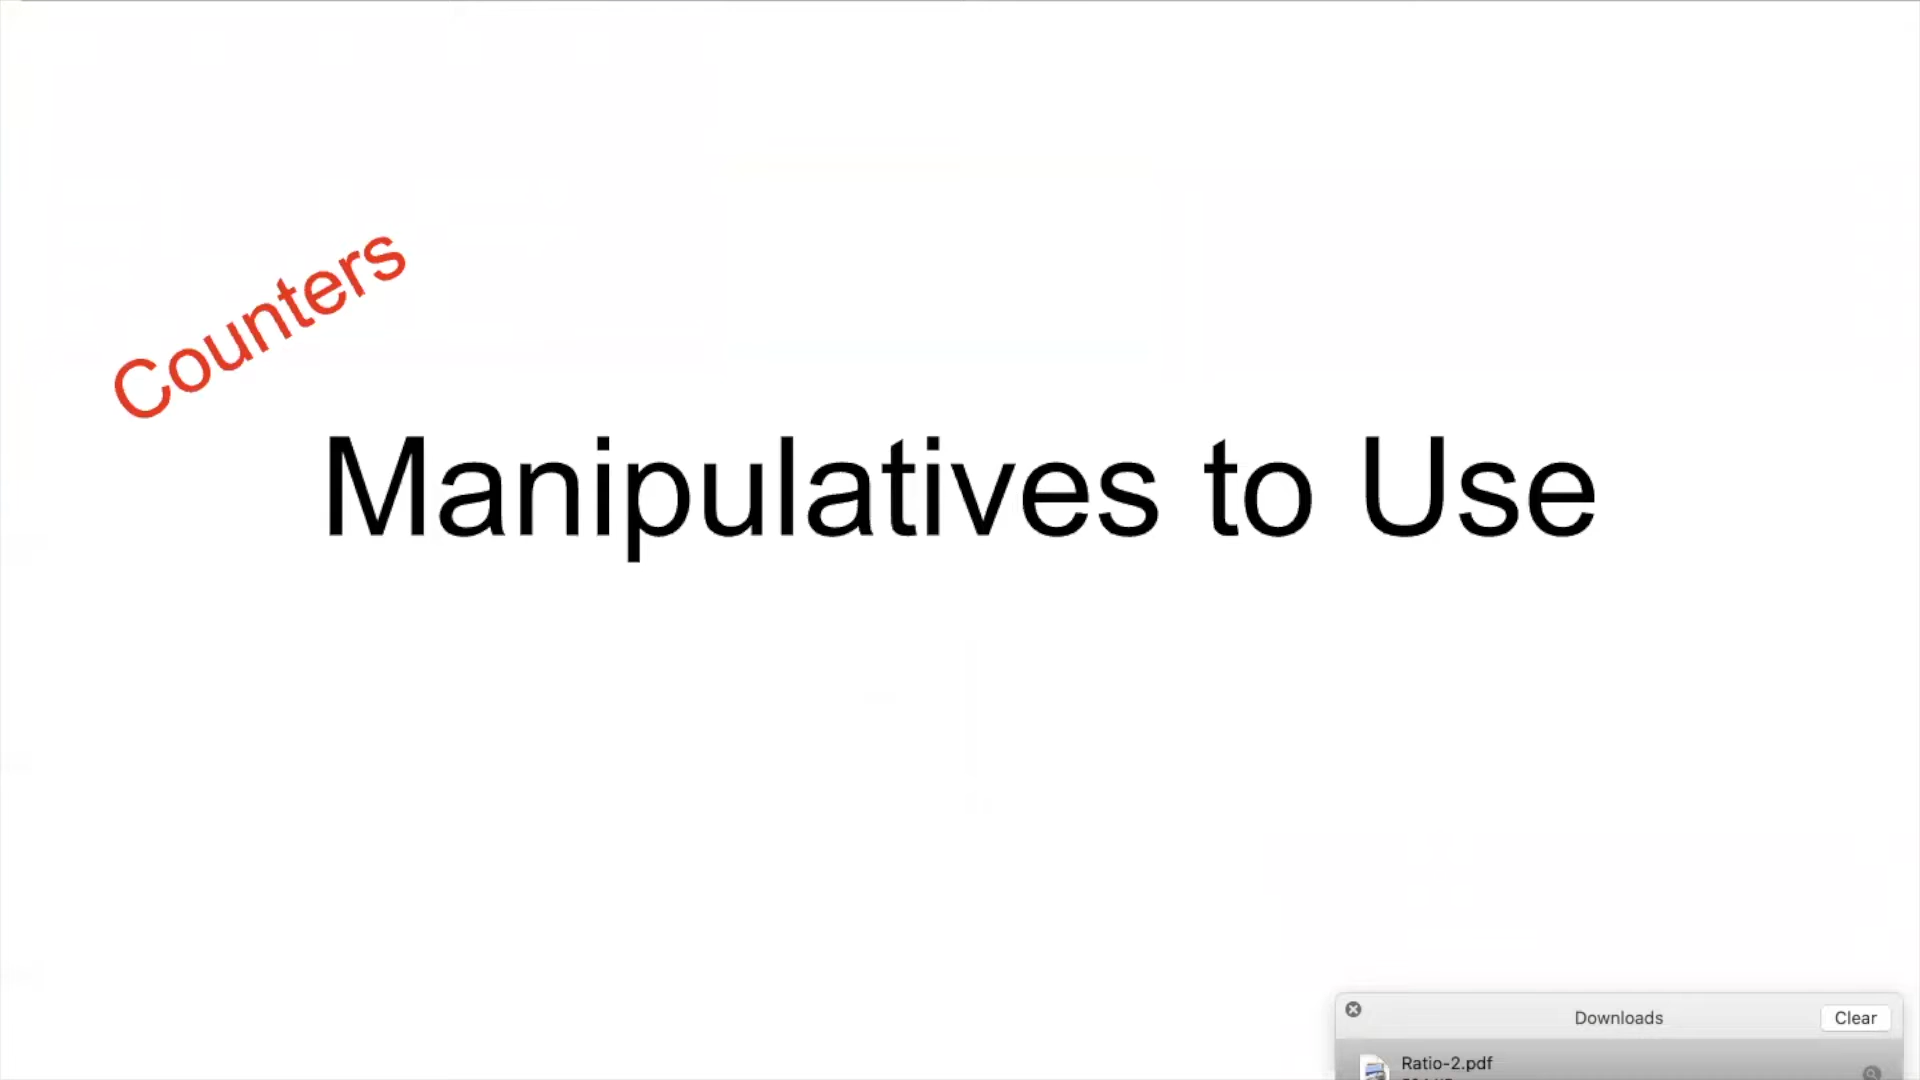 Counters
Manipulatives to Use
Downloads
Clear
Ratio-2.pdf